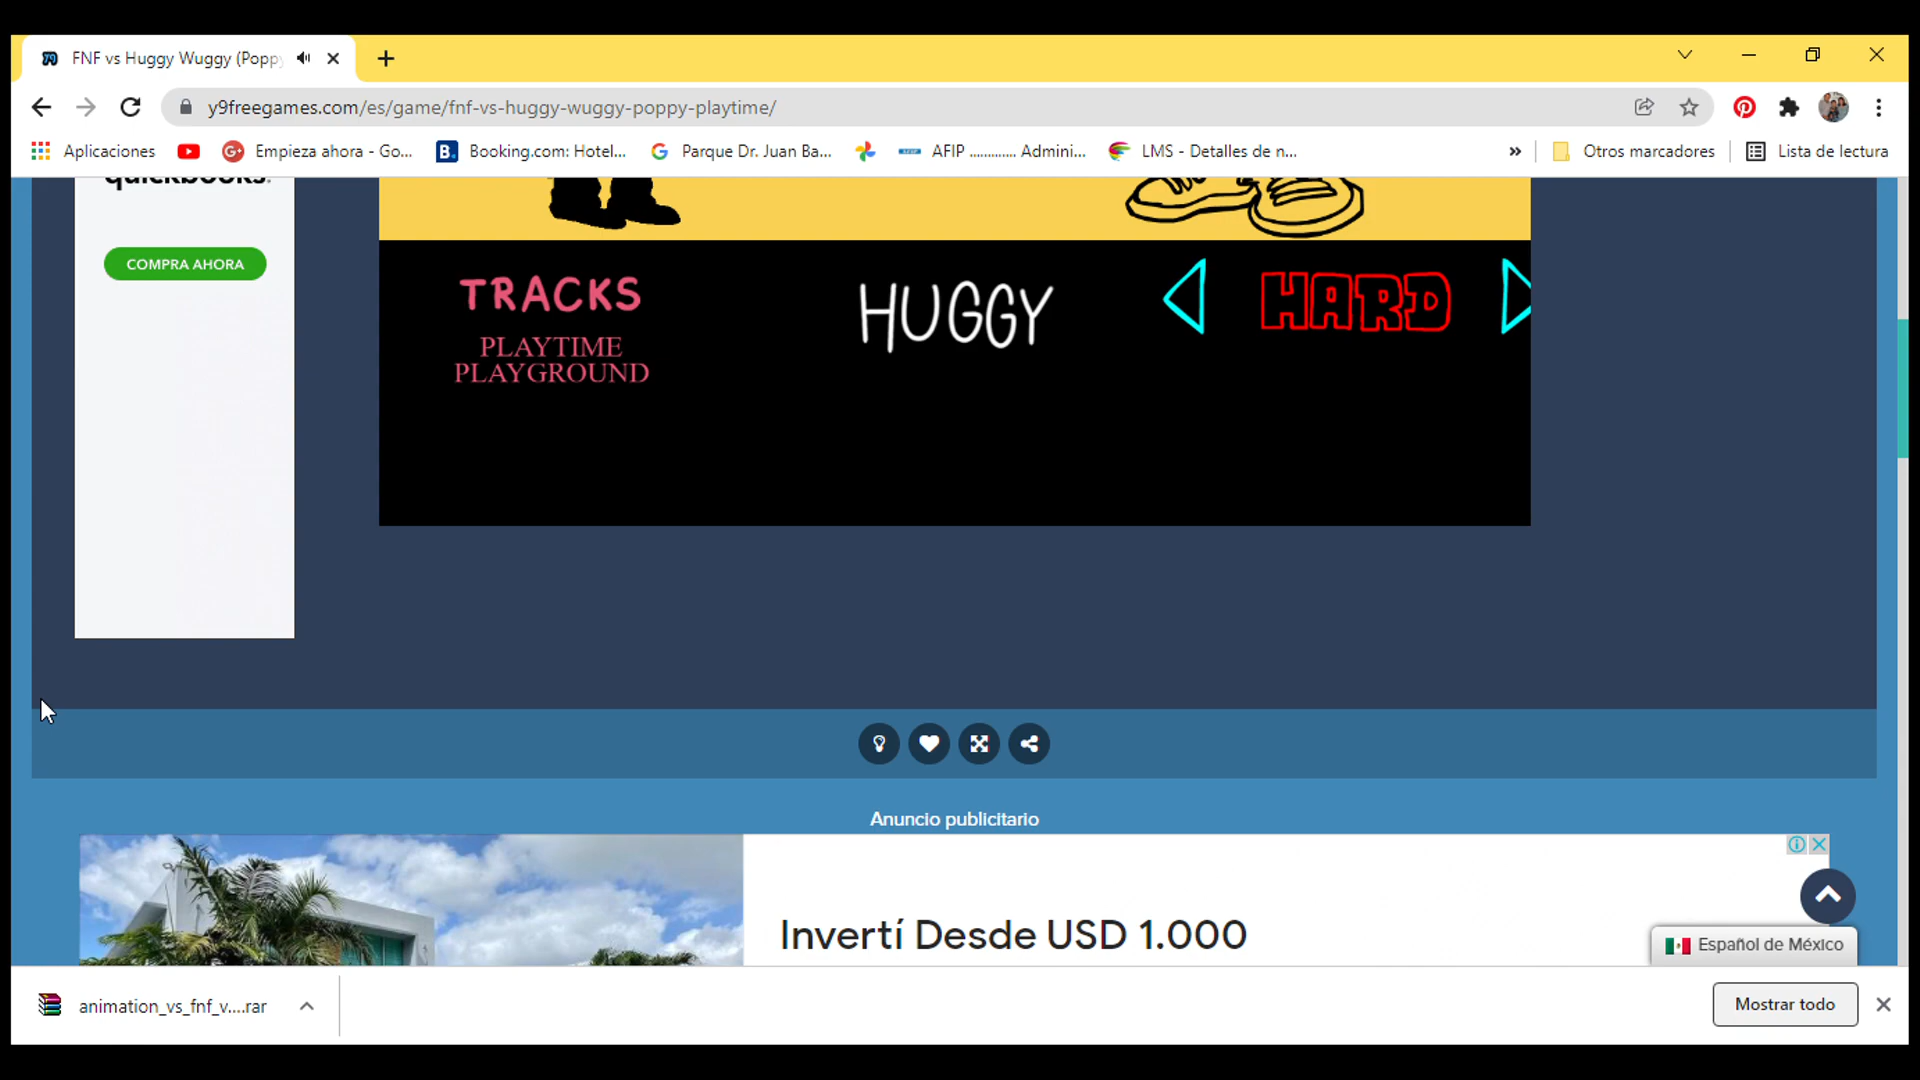 FNF vs Huggy Wuggy (Poppy
y9freegames.com/es/game/fnf-vs-huggy-wuggy-poppy-playtime/
Aplicaciones
Empieza ahora - Go...
Booking.com: Hotel...
Parque Dr. Juan Ba...
AFIP ............. Admini...
LMS - Detalles de n...
»
Otros marcadores
Lista de lectura
quickbooks.
COMPRA AHORA
TRACKS
PLAYTIME
PLAYGROUND
HUGGY
HARD
Anuncio publicitario
Invertí Desde USD 1.000
Español de México
animation_vs_fnf_v....rar
Mostrar todo